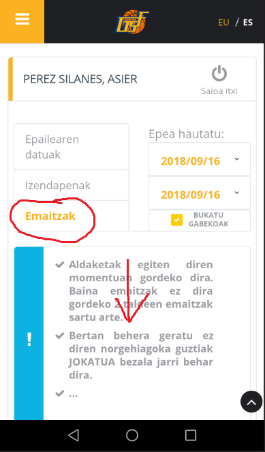 GSF
EU / ES
PEREZ SILANES, ASIER
Saioa itxi
Epailearen
datuak
Izendapenak
Emaitzak
Epea hautatu:
2018/09/16
2018/09/16
BUKATU
GABEKOAK
! 
Aldaketak egiten diren
momentuan gordeko dira.
Baina emaitzak ez dira
gordeko 2 taldeen emaitzak
sartu arte.
Bertan behera geratu ez
diren norgehiagoka guztiak
JOKATUA bezala jarri behar
dira.
...